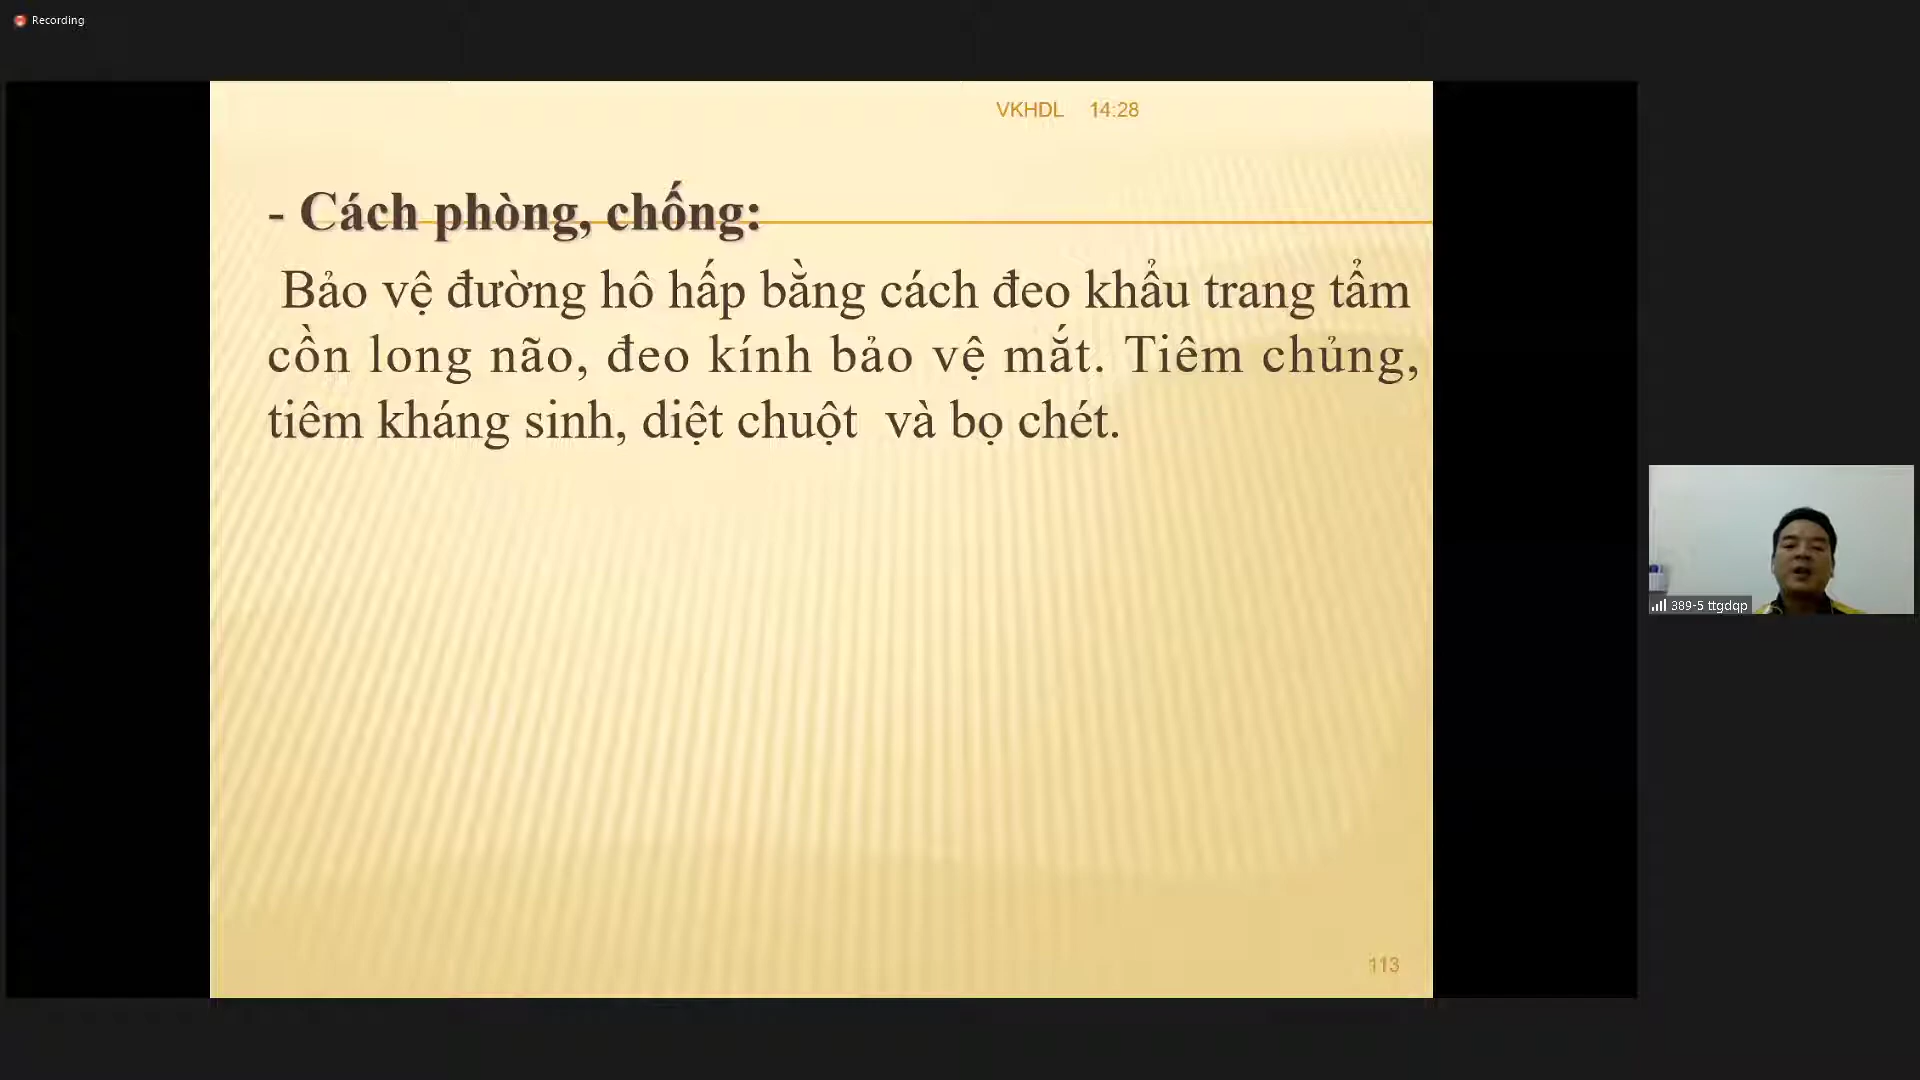 Recording
VKHDL 14:28
- Cách phòng, chống:
Bảo vệ đường hô hấp bằng cách đeo khẩu trang tẩm
cồn long não, đeo kính bảo vệ mắt. Tiêm chủng,
tiêm kháng sinh, diệt chuột và bọ chét.
389-5 ttgdqp
113